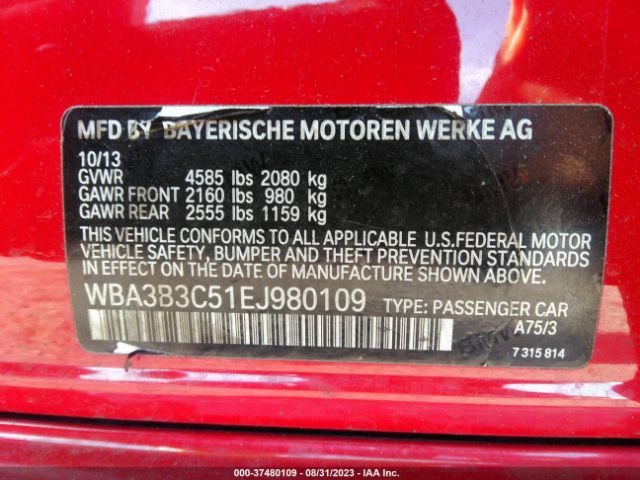 MFD BY BAYERISCHE MOTOREN WERKE AG
10/13
GVWR 4585 lbs 2080 kg
GAWR FRONT 2160 lbs 980 kg
GAWR REAR 2555 lbs 1159 kg
THIS VEHICLE CONFORMS TO ALL APPLICABLE U.S.FEDERAL MOTOR
VEHICLE SAFETY, BUMPER AND THEFT PREVENTION STANDARDS
IN EFFECT ON THE DATE OF MANUFACTURE SHOWN ABOVE.
WBA3B3C51EJ980109 TYPE: PASSENGER CAR
A75/3
7 315 814
000-37480109 - 08/31/2023 - IAA Inc.